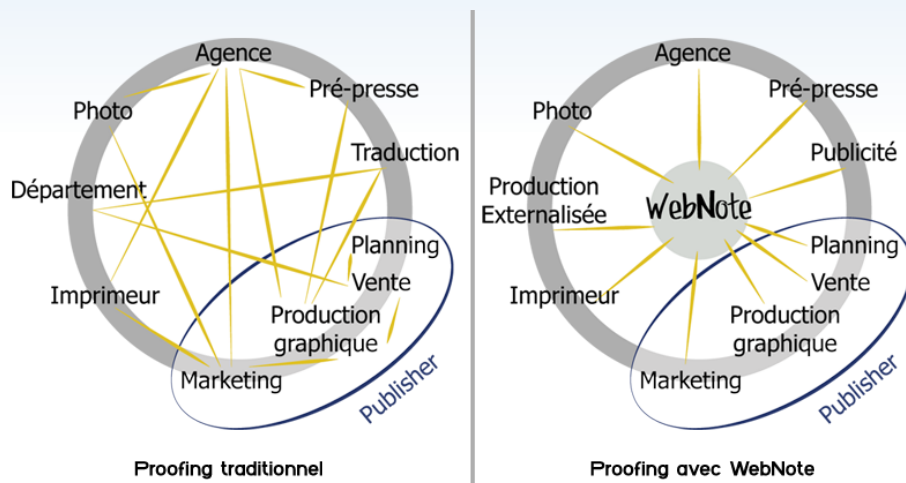 Agence
Pré-presse
Photo
Traduction
Département
Planning
Vente
Imprimeur
Production
graphique
Marketing
Publisher
Proofing traditionnel
Agence
Pré-presse
Photo
Publicité
Production
Externalisée
WebNote
Planning
Vente
Imprimeur
Production
graphique
Marketing
Publisher
Proofing avec WebNote